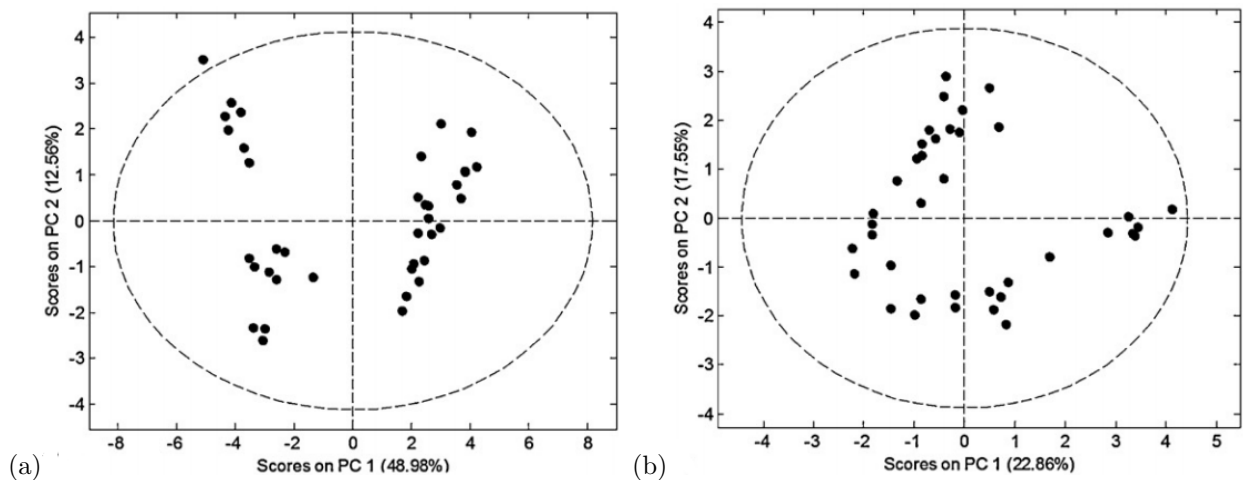 4
3
2
1
0
-1
-2
-3
-4
Scores on PC 2 (12.56%)
-8 -6 -4 -2 0 2 4 6 8
Scores on PC 1 (48.98%)
(a)
4
3
2
1
0
-1
-2
-3
-4
Scores on PC 2 (17.55%)
-4 -3 -2 -1 0 1 2 3 4 5
Scores on PC 1 (22.86%)
(b)